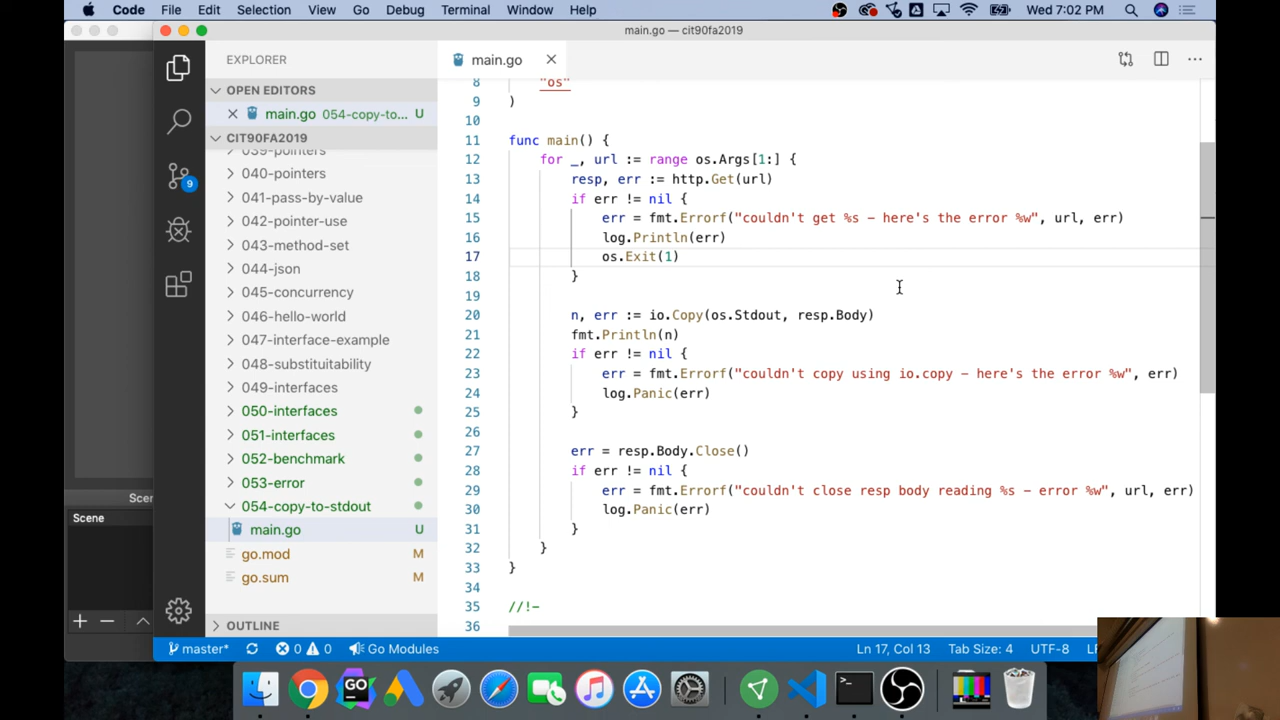 Code File Edit Selection View Go Debug Terminal Window Help Wed 7:02 PM
main.go — cit90fa2019
EXPLORER
OPEN EDITORS
main.go 054-copy-to... U
CIT90FA2019
039-pointers
040-pointers
041-pass-by-value
042-pointer-use
043-method-set
044-json
045-concurrency
046-hello-world
047-interface-example
048-substituitability
049-interfaces
050-interfaces
051-interfaces
052-benchmark
053-error
054-copy-to-stdout
main.go U
go.mod M
go.sum M
OUTLINE
9
main.go
8 "os"
9 )
10
11 func main() {
12 for _, url := range os.Args[1:] {
13 resp, err := http.Get(url)
14 if err != nil {
15 err = fmt.Errorf("couldn't get %s – here's the error %w", url, err)
16 log.Println(err)
17 os.Exit(1)
18 }
19
20 n, err := io.Copy(os.Stdout, resp.Body)
21 fmt.Println(n)
22 if err != nil {
23 err = fmt.Errorf("couldn't copy using io.copy – here's the error %w", err)
24 log.Panic(err)
25 }
26
27 err = resp.Body.Close()
28 if err != nil {
29 err = fmt.Errorf("couldn't close resp body reading %s – error %w", url, err)
30 log.Panic(err)
31 }
32 }
33 }
34
35 //!-
36
Scen
Scene
master* 0 0 Go Modules Ln 17, Col 13 Tab Size: 4 UTF-8 L
GO